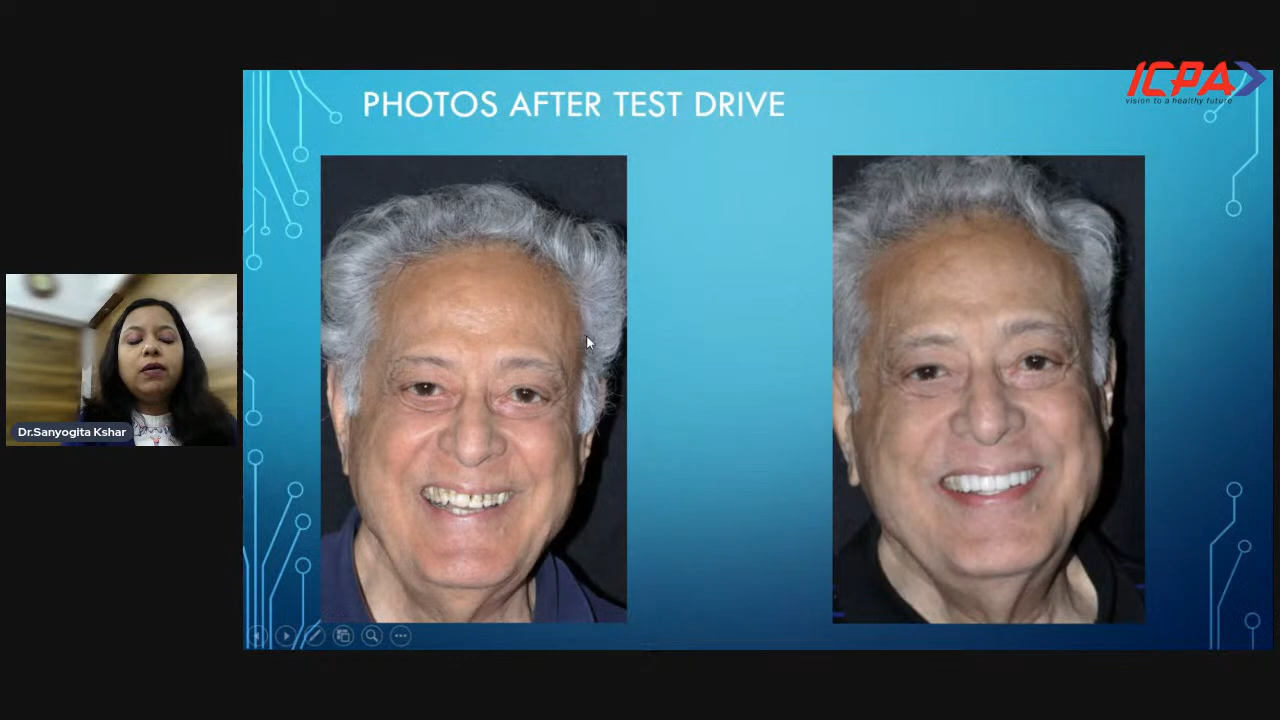 PHOTOS AFTER TEST DRIVE
ICPA
vision to a healthy future
Dr.Sanyogita Kshar